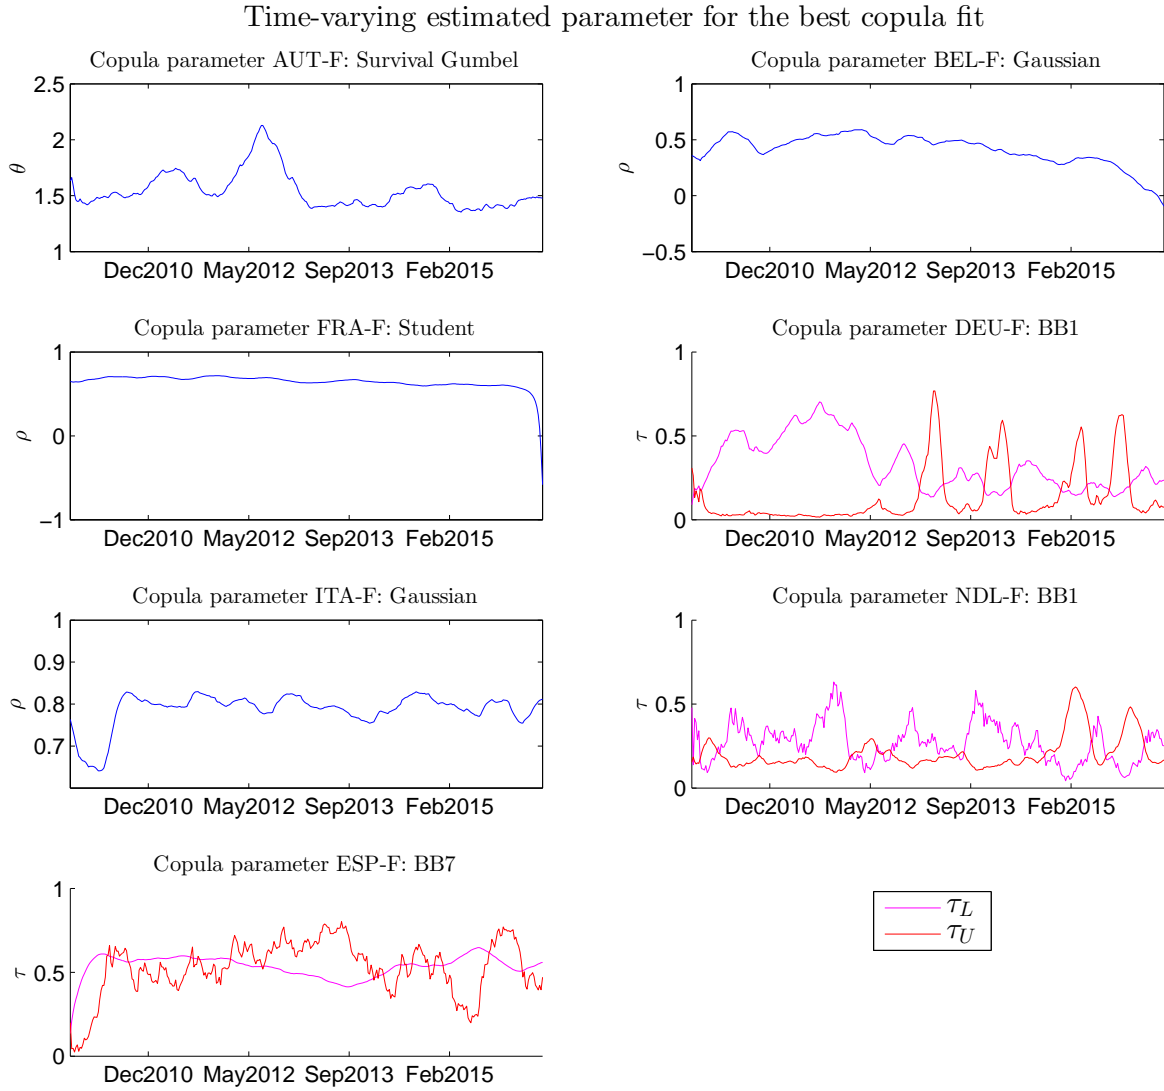 Time-varying estimated parameter for the best copula fit
Copula parameter AUT-F: Survival Gumbel
2.5
2
1.5
1
θ
Dec2010 May2012 Sep2013 Feb2015
Copula parameter BEL-F: Gaussian
1
0.5
0
−0.5
ρ
Dec2010 May2012 Sep2013 Feb2015
Copula parameter FRA-F: Student
1
0
−1
ρ
Dec2010 May2012 Sep2013 Feb2015
Copula parameter DEU-F: BB1
1
0.5
0
τ
Dec2010 May2012 Sep2013 Feb2015
Copula parameter ITA-F: Gaussian
1
0.9
0.8
0.7
ρ
Dec2010 May2012 Sep2013 Feb2015
Copula parameter NDL-F: BB1
1
0.5
0
τ
Dec2010 May2012 Sep2013 Feb2015
Copula parameter ESP-F: BB7
1
0.5
0
τ
Dec2010 May2012 Sep2013 Feb2015
τ_L
τ_U